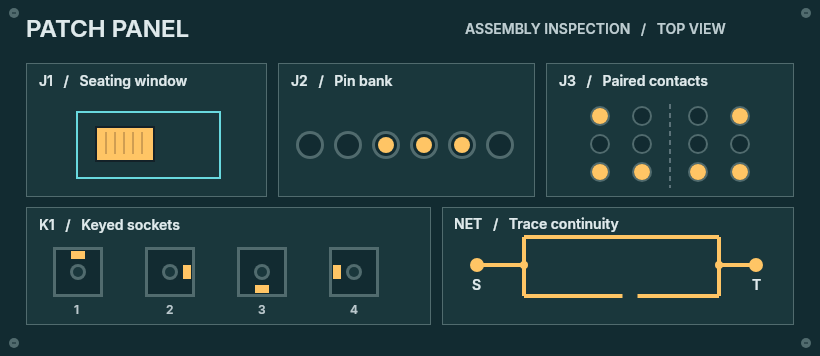 PATCH PANEL
ASSEMBLY INSPECTION / TOP VIEW
J1 / Seating window
J2 / Pin bank
J3 / Paired contacts
K1 / Keyed sockets
1 2 3 4
NET / Trace continuity
S T